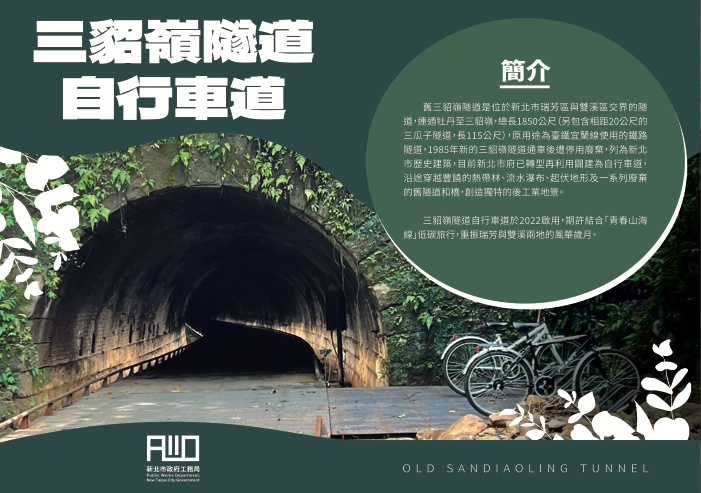 三貂嶺隧道
自行車道
簡介
舊三貂嶺隧道是位於新北市瑞芳區與雙溪區交界的隧
道，連通牡丹至三貂嶺，總長1850公尺（另包含相距20公尺的
三瓜子隧道，長115公尺），原用途為臺鐵宜蘭線使用的鐵路
隧道，1985年新的三貂嶺隧道通車後遭停用廢棄，列為新北
市歷史建築，目前新北市府已轉型再利用闢建為自行車道，
沿途穿越豐饒的熱帶林、流水瀑布、起伏地形及一系列廢棄
的舊隧道和橋，創造獨特的後工業地景。
三貂嶺隧道自行車道於2022啟用，期許結合「青春山海
線」低碳旅行，重振瑞芳與雙溪兩地的風華歲月。
新北市政府工務局
Public Works Department,
New Taipei City Government
OLD SANDIAOLING TUNNEL